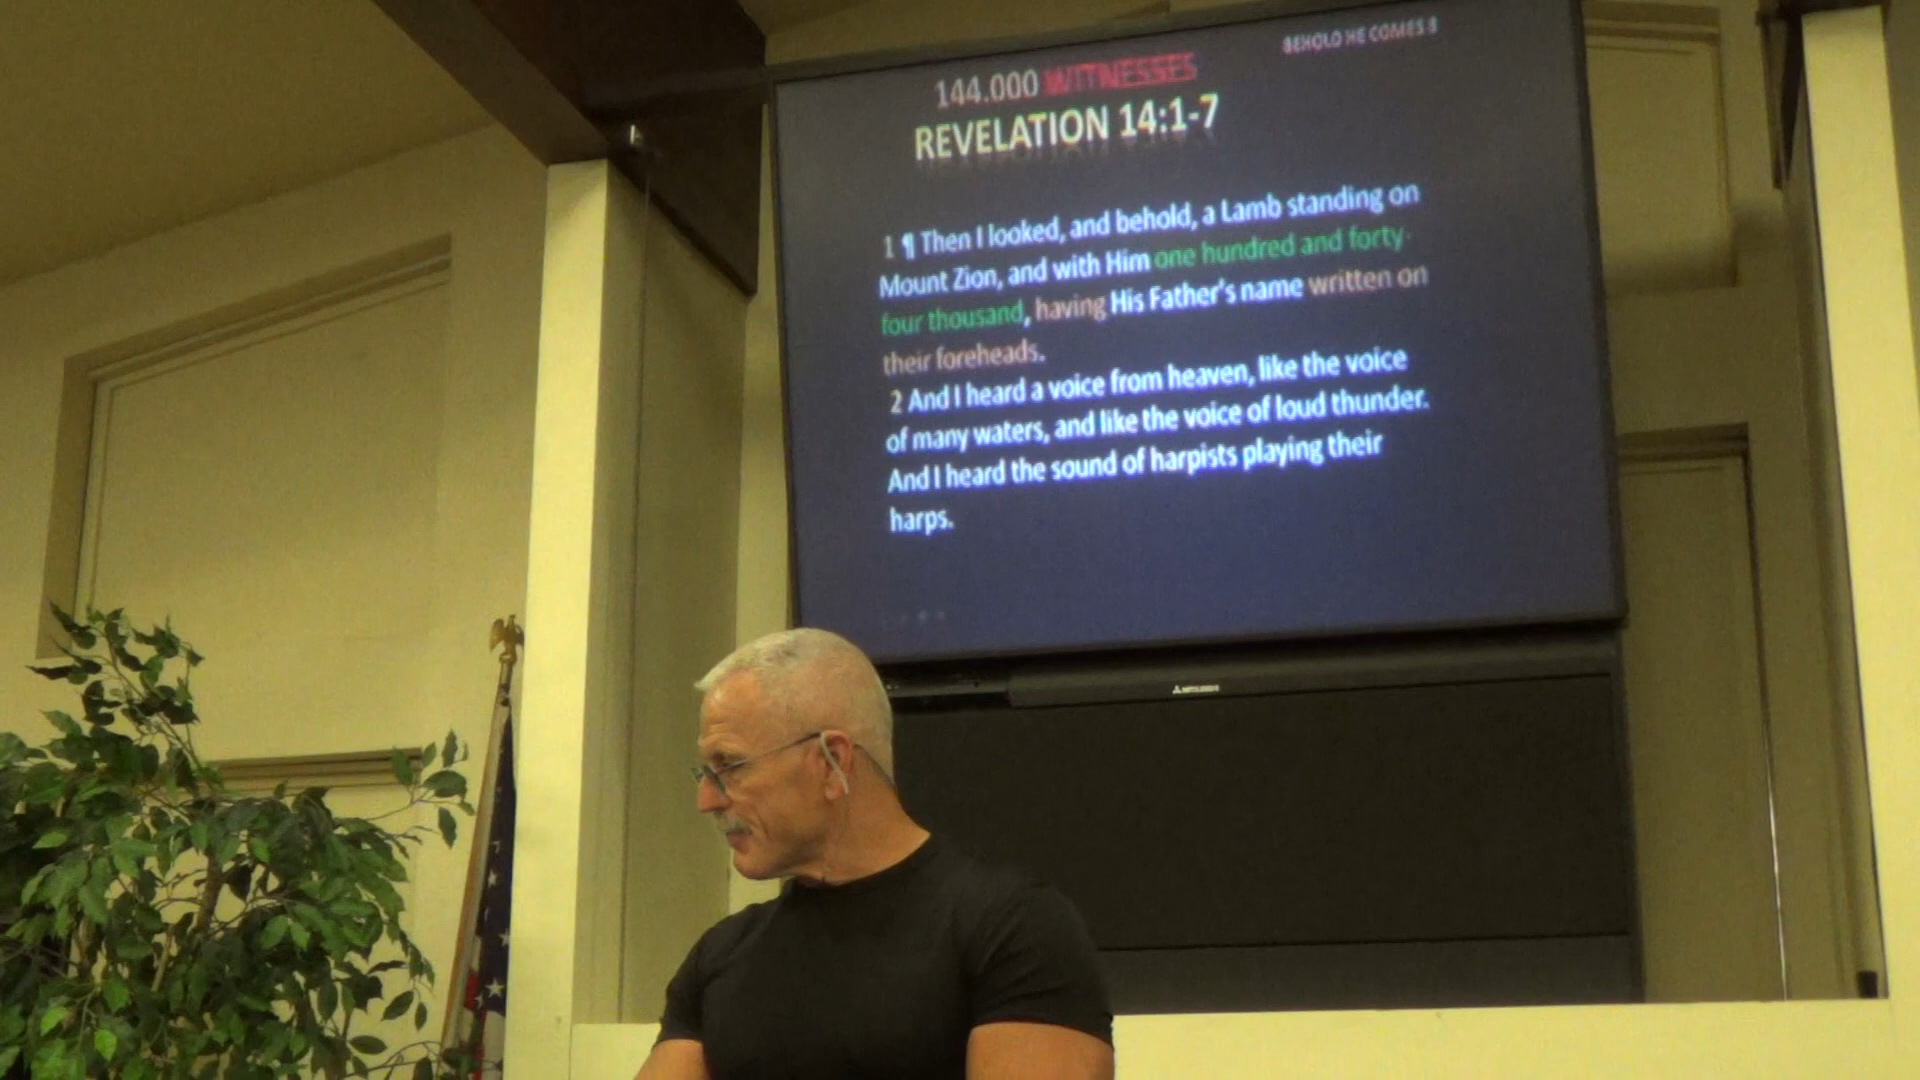 BEHOLD HE COMES 8
144.000 WITNESSES
REVELATION 14:1-7
1 ¶ Then I looked, and behold, a Lamb standing on
Mount Zion, and with Him one hundred and forty-
four thousand, having His Father's name written on
their foreheads.
2 And I heard a voice from heaven, like the voice
of many waters, and like the voice of loud thunder.
And I heard the sound of harpists playing their
harps.
MITSUBISHI